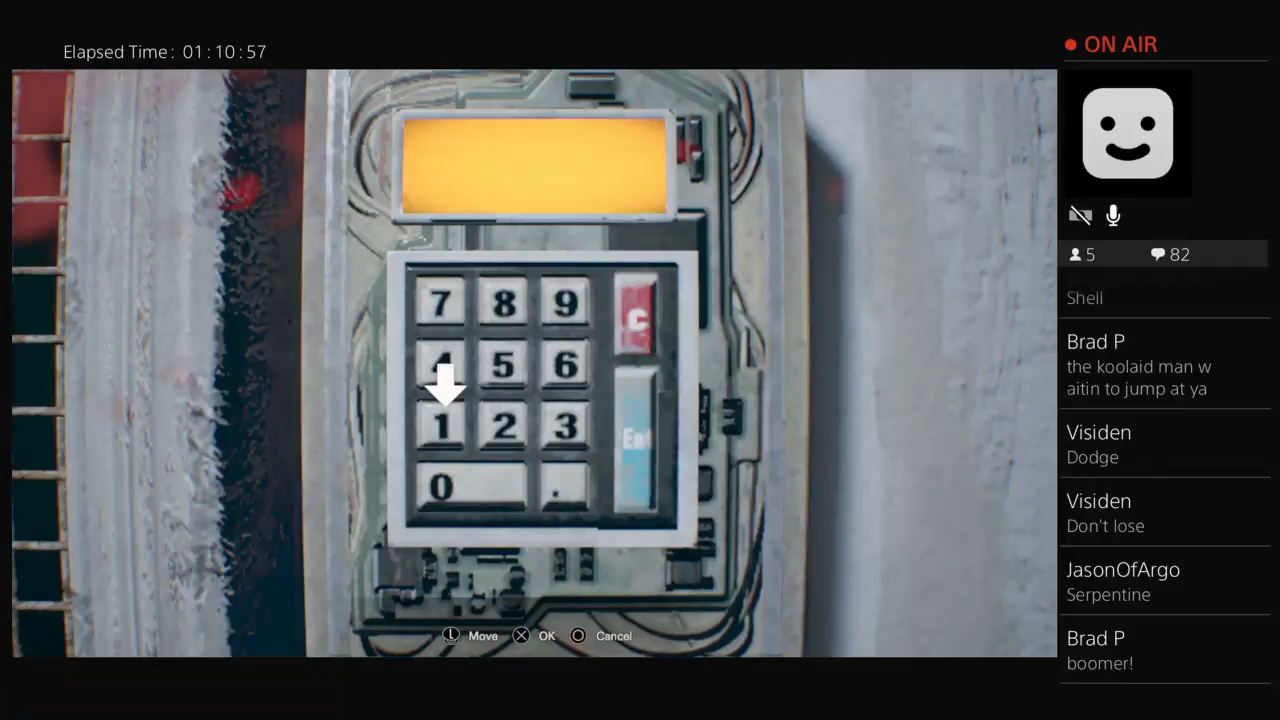 Elapsed Time: 01:10:57
ON AIR
5
82
Shell
Brad P
the koolaid man w
aitin to jump at ya
Visiden
Dodge
Visiden
Don't lose
JasonOfArgo
Serpentine
Brad P
boomer!
7 8 9 C
4 5 6
1 2 3
0 .
L Move OK Cancel